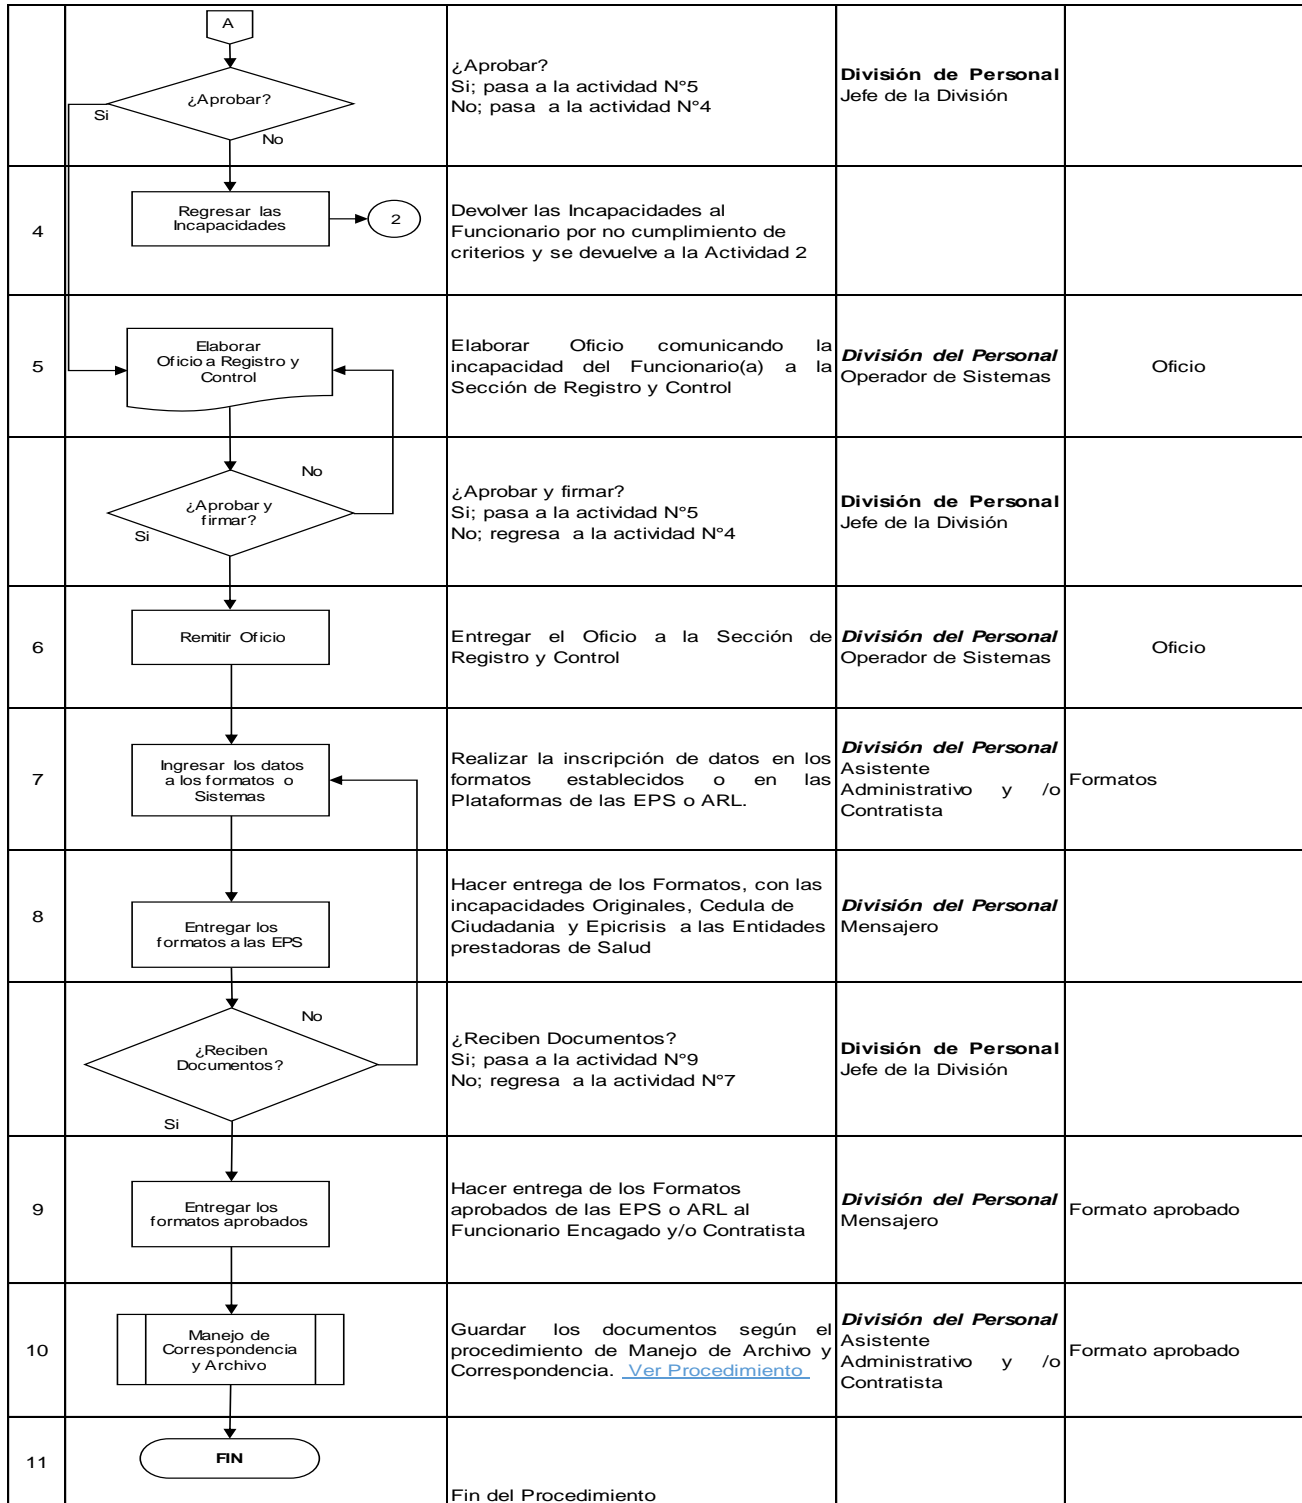 A
¿Aprobar?
Si
No
¿Aprobar?
Si; pasa a la actividad N°5
No; pasa a la actividad N°4
División de Personal
Jefe de la División
4
Regresar las
Incapacidades
2
Devolver las Incapacidades al
Funcionario por no cumplimiento de
criterios y se devuelve a la Actividad 2
5
Elaborar
Oficio a Registro y
Control
Elaborar Oficio comunicando la
incapacidad del Funcionario(a) a la
Sección de Registro y Control
División del Personal
Operador de Sistemas
Oficio
No
¿Aprobar y
firmar?
Si
¿Aprobar y firmar?
Si; pasa a la actividad N°5
No; regresa a la actividad N°4
División de Personal
Jefe de la División
6
Remitir Oficio
Entregar el Oficio a la Sección de
Registro y Control
División del Personal
Operador de Sistemas
Oficio
7
Ingresar los datos
a los formatos o
Sistemas
Realizar la inscripción de datos en los
formatos establecidos o en las
Plataformas de las EPS o ARL.
División del Personal
Asistente
Administrativo y /o
Contratista
Formatos
8
Entregar los
formatos a las EPS
Hacer entrega de los Formatos, con las
incapacidades Originales, Cedula de
Ciudadania y Epicrisis a las Entidades
prestadoras de Salud
División del Personal
Mensajero
No
¿Reciben
Documentos?
Si
¿Reciben Documentos?
Si; pasa a la actividad N°9
No; regresa a la actividad N°7
División de Personal
Jefe de la División
9
Entregar los
formatos aprobados
Hacer entrega de los Formatos
aprobados de las EPS o ARL al
Funcionario Encagado y/o Contratista
División del Personal
Mensajero
Formato aprobado
10
Manejo de
Correspondencia
y Archivo
Guardar los documentos según el
procedimiento de Manejo de Archivo y
Correspondencia. Ver Procedimiento
División del Personal
Asistente
Administrativo y /o
Contratista
Formato aprobado
11
FIN
Fin del Procedimiento